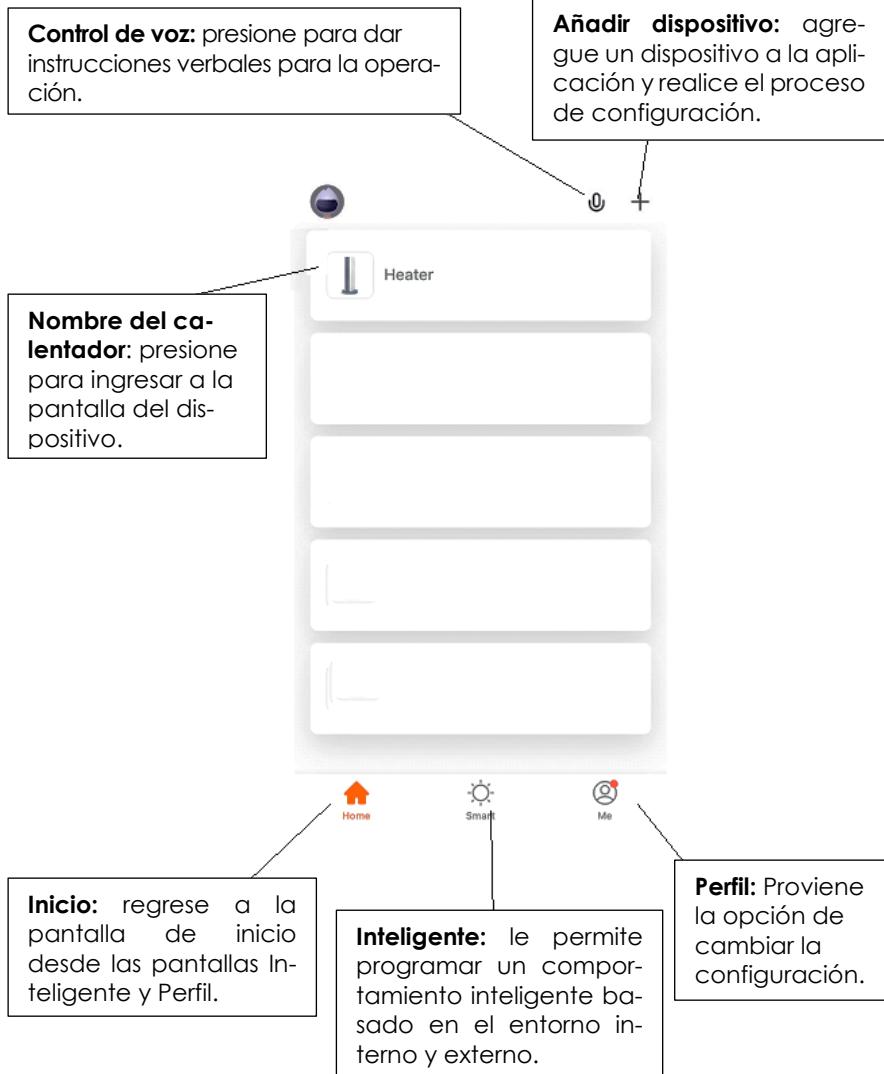 Control de voz: presione para dar
instrucciones verbales para la opera-
ción.
Añadir dispositivo: agre-
gue un dispositivo a la apli-
cación y realice el proceso
de configuración.
Heater
Nombre del ca-
lentador: presione
para ingresar a la
pantalla del dis-
positivo.
Home
Smart
Me
Inicio: regrese a la
pantalla de inicio
desde las pantallas In-
teligente y Perfil.
Inteligente: le permite
programar un compor-
tamiento inteligente ba-
sado en el entorno in-
terno y externo.
Perfil: Proviene
la opción de
cambiar la
configuración.